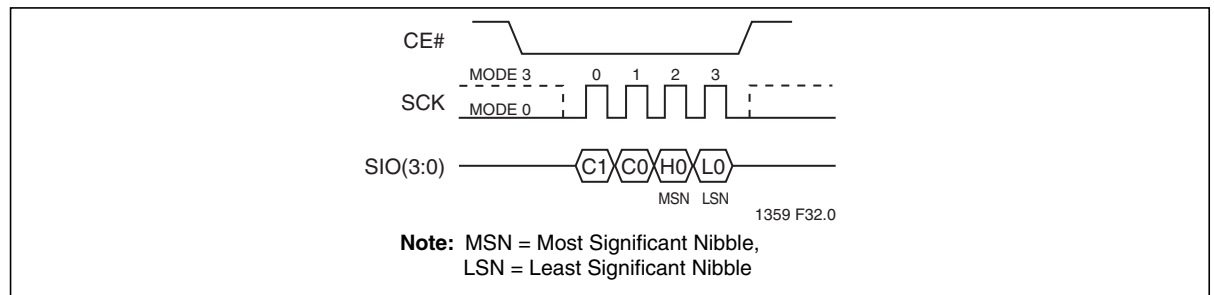 CE#
MODE 3 0 1 2 3
SCK
MODE 0
SIO(3:0) C1 C0 H0 L0
MSN LSN
1359 F32.0
Note: MSN = Most Significant Nibble,
LSN = Least Significant Nibble